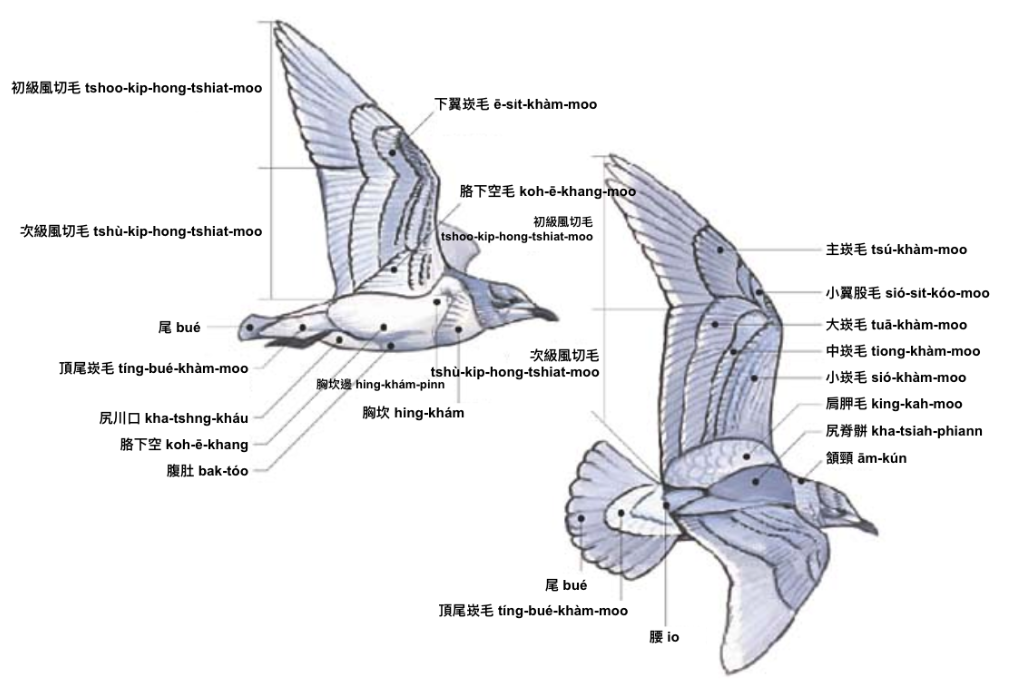 初級風切毛 tshoo-kip-hong-tshiat-moo
下翼崁毛 ē-si̍t-khàm-moo
胳下空毛 koh-ē-khang-moo
次級風切毛 tshù-kip-hong-tshiat-moo
尾 bué
頂尾崁毛 tíng-bué-khàm-moo
尻川口 kha-tshng-kháu
胳下空 koh-ē-khang
腹肚 bak-tóo
胸坎邊 hing-khám-pinn
胸坎 hing-khám
初級風切毛
tshoo-kip-hong-tshiat-moo
次級風切毛
tshù-kip-hong-tshiat-moo
主崁毛 tsú-khàm-moo
小翼股毛 sió-si̍t-kóo-moo
大崁毛 tuā-khàm-moo
中崁毛 tiong-khàm-moo
小崁毛 sió-khàm-moo
肩胛毛 king-kah-moo
尻脊骿 kha-tsiah-phiann
頷頸 ām-kún
尾 bué
頂尾崁毛 tíng-bué-khàm-moo
腰 io